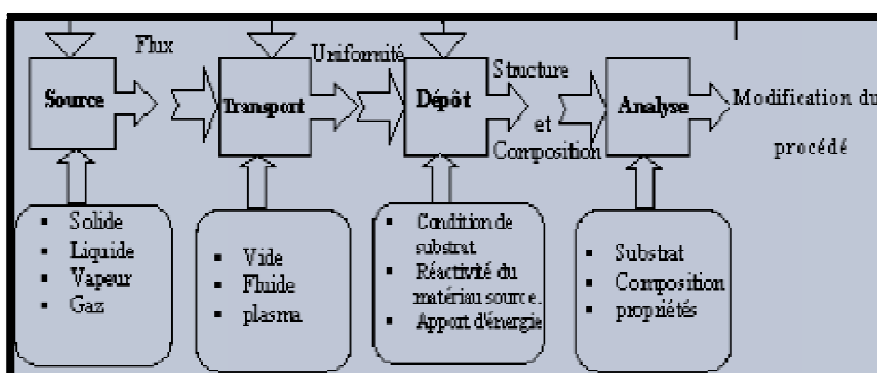 Flux
Uniformité
Structure
et
Composition
Source
Transport
Dépôt
Analyse
Modification du
procédé
▪ Solide
▪ Liquide
▪ Vapeur
▪ Gaz
▪ Vide
▪ Fluide
▪ plasma
▪ Condition de
substrat
▪ Réactivité du
matériau source.
▪ Apport d'énergie
▪ Substrat
▪ Composition
▪ propriétés